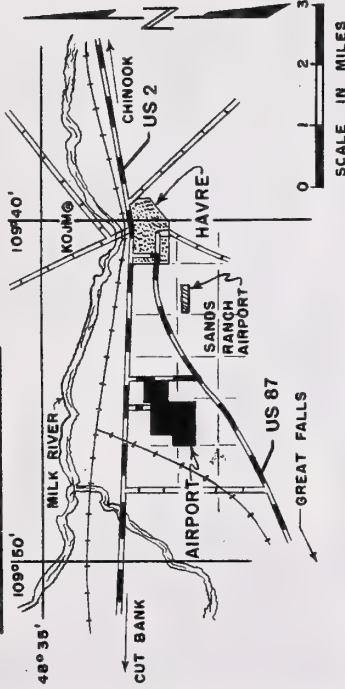 109° 50'
109° 40'
48° 35'
MILK RIVER
KOJM
CHINOOK
US 2
CUT BANK
HAVRE
SANDS
RANCH
AIRPORT
AIRPORT
US 87
GREAT FALLS
N
0 1 2 3
SCALE IN MILES